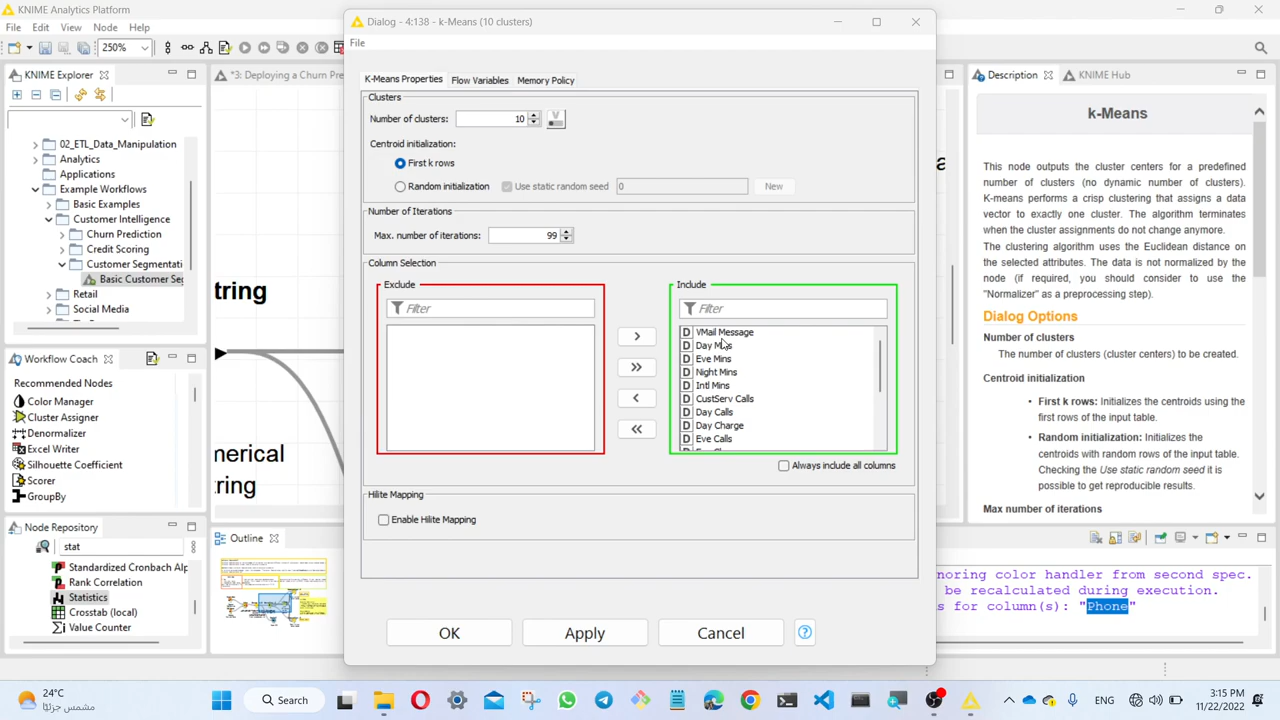 KNIME Analytics Platform
File Edit View Node Help
250%
KNIME Explorer
02_ETL_Data_Manipulation
Analytics
Applications
Example Workflows
Basic Examples
Customer Intelligence
Churn Prediction
Credit Scoring
Customer Segmentati
Basic Customer Se
Retail
Social Media
Workflow Coach
Recommended Nodes
Color Manager
Cluster Assigner
Denormalizer
Excel Writer
Silhouette Coefficient
Scorer
GroupBy
Node Repository
stat
Standardized Cronbach Alp
Rank Correlation
Statistics
Crosstab (local)
Value Counter
*3: Deploying a Churn Pre
tring
nerical
tring
Outline
Dialog - 4:138 - k-Means (10 clusters)
File
K-Means Properties Flow Variables Memory Policy
Clusters
Number of clusters: 10
Centroid initialization:
First k rows
Random initialization Use static random seed 0 New
Number of Iterations
Max. number of iterations: 99
Column Selection
Exclude
Filter
Include
Filter
D VMail Message
D Day Mins
D Eve Mins
D Night Mins
D Intl Mins
D CustServ Calls
D Day Calls
D Day Charge
D Eve Calls
Always include all columns
Hilite Mapping
Enable Hilite Mapping
OK Apply Cancel
Description KNIME Hub
k-Means
This node outputs the cluster centers for a predefined
number of clusters (no dynamic number of clusters).
K-means performs a crisp clustering that assigns a data
vector to exactly one cluster. The algorithm terminates
when the cluster assignments do not change anymore.
The clustering algorithm uses the Euclidean distance on
the selected attributes. The data is not normalized by the
node (if required, you should consider to use the
"Normalizer" as a preprocessing step).
Dialog Options
Number of clusters
The number of clusters (cluster centers) to be created.
Centroid initialization
• First k rows: Initializes the centroids using the
first rows of the input table.
• Random initialization: Initializes the
centroids with random rows of the input table.
Checking the Use static random seed it is
possible to get reproducible results.
Max number of iterations
noring color handler from second spec.
be recalculated during execution.
s for column(s): "Phone"
24°C
مشمس جزئيًا
Search
ENG
3:15 PM
11/22/2022